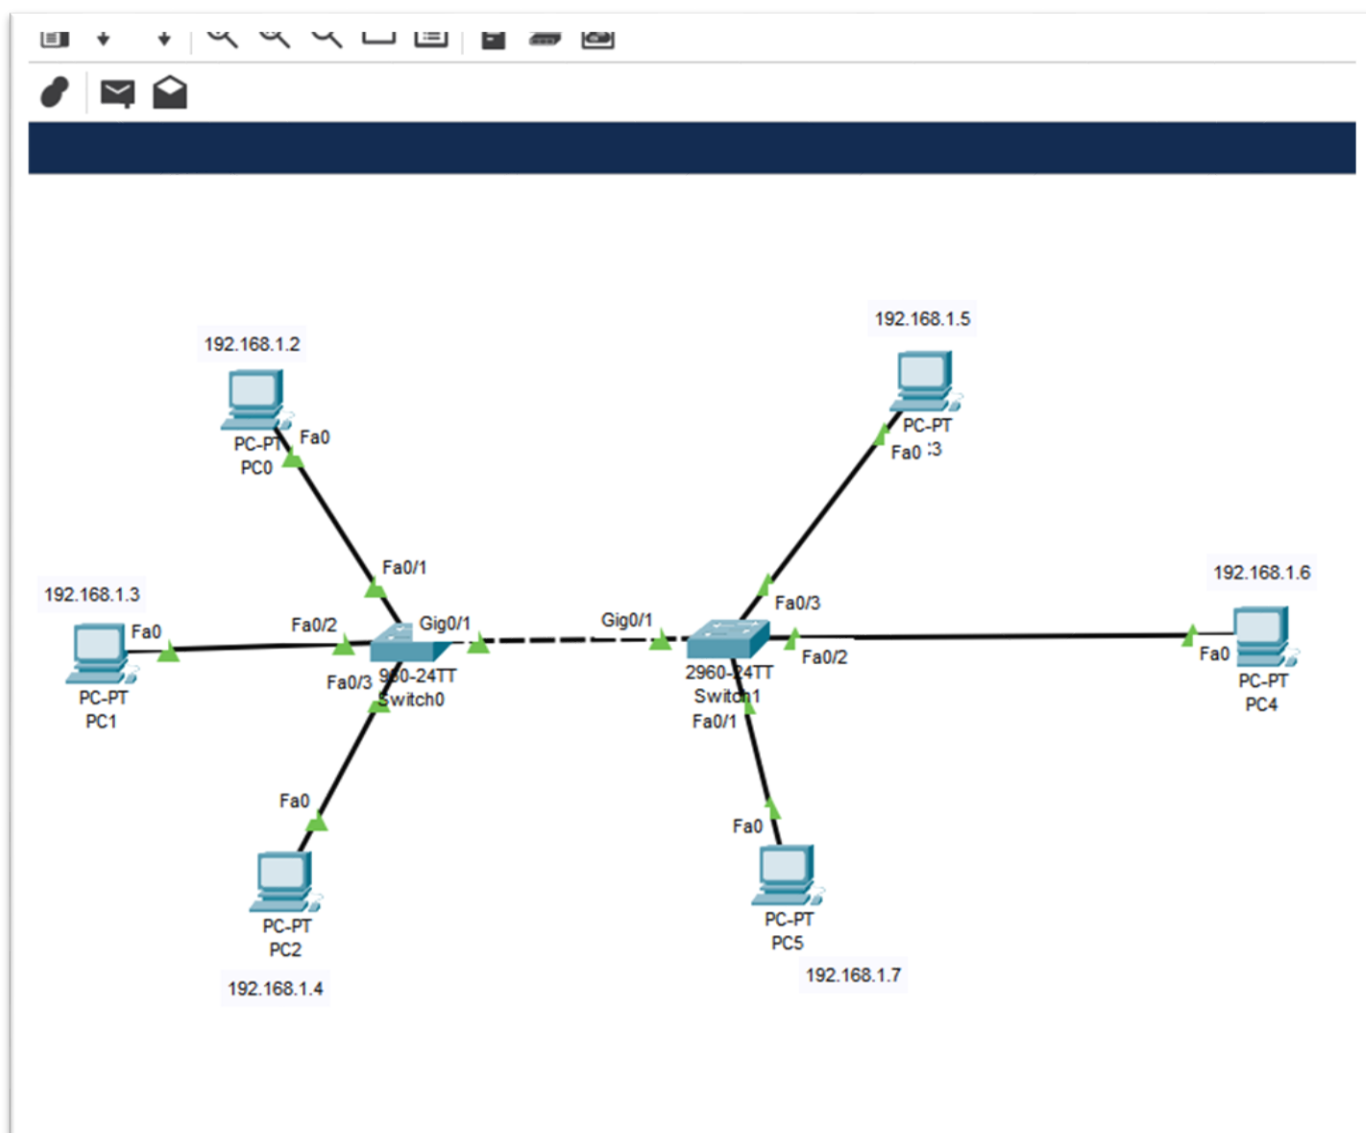 192.168.1.2
PC-PT
PC0
Fa0
Fa0/1
192.168.1.3
Fa0
PC-PT
PC1
Fa0/2
Gig0/1
Fa0/3
Switch0
Fa0
PC-PT
PC2
192.168.1.4
192.168.1.5
PC-PT
Fa0 :3
Fa0/3
Gig0/1
2960-24TT
Switch1
Fa0/1
Fa0/2
192.168.1.6
Fa0
PC-PT
PC4
Fa0
PC-PT
PC5
192.168.1.7